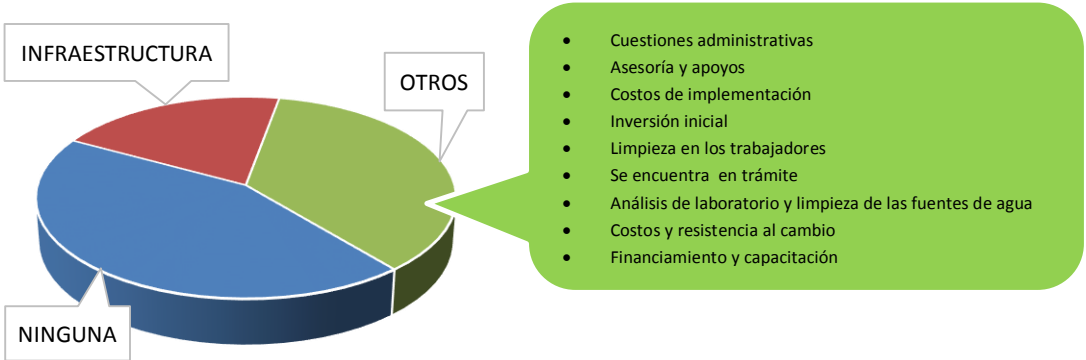 INFRAESTRUCTURA
OTROS
NINGUNA
• Cuestiones administrativas
• Asesoría y apoyos
• Costos de implementación
• Inversión inicial
• Limpieza en los trabajadores
• Se encuentra en trámite
• Análisis de laboratorio y limpieza de las fuentes de agua
• Costos y resistencia al cambio
• Financiamiento y capacitación